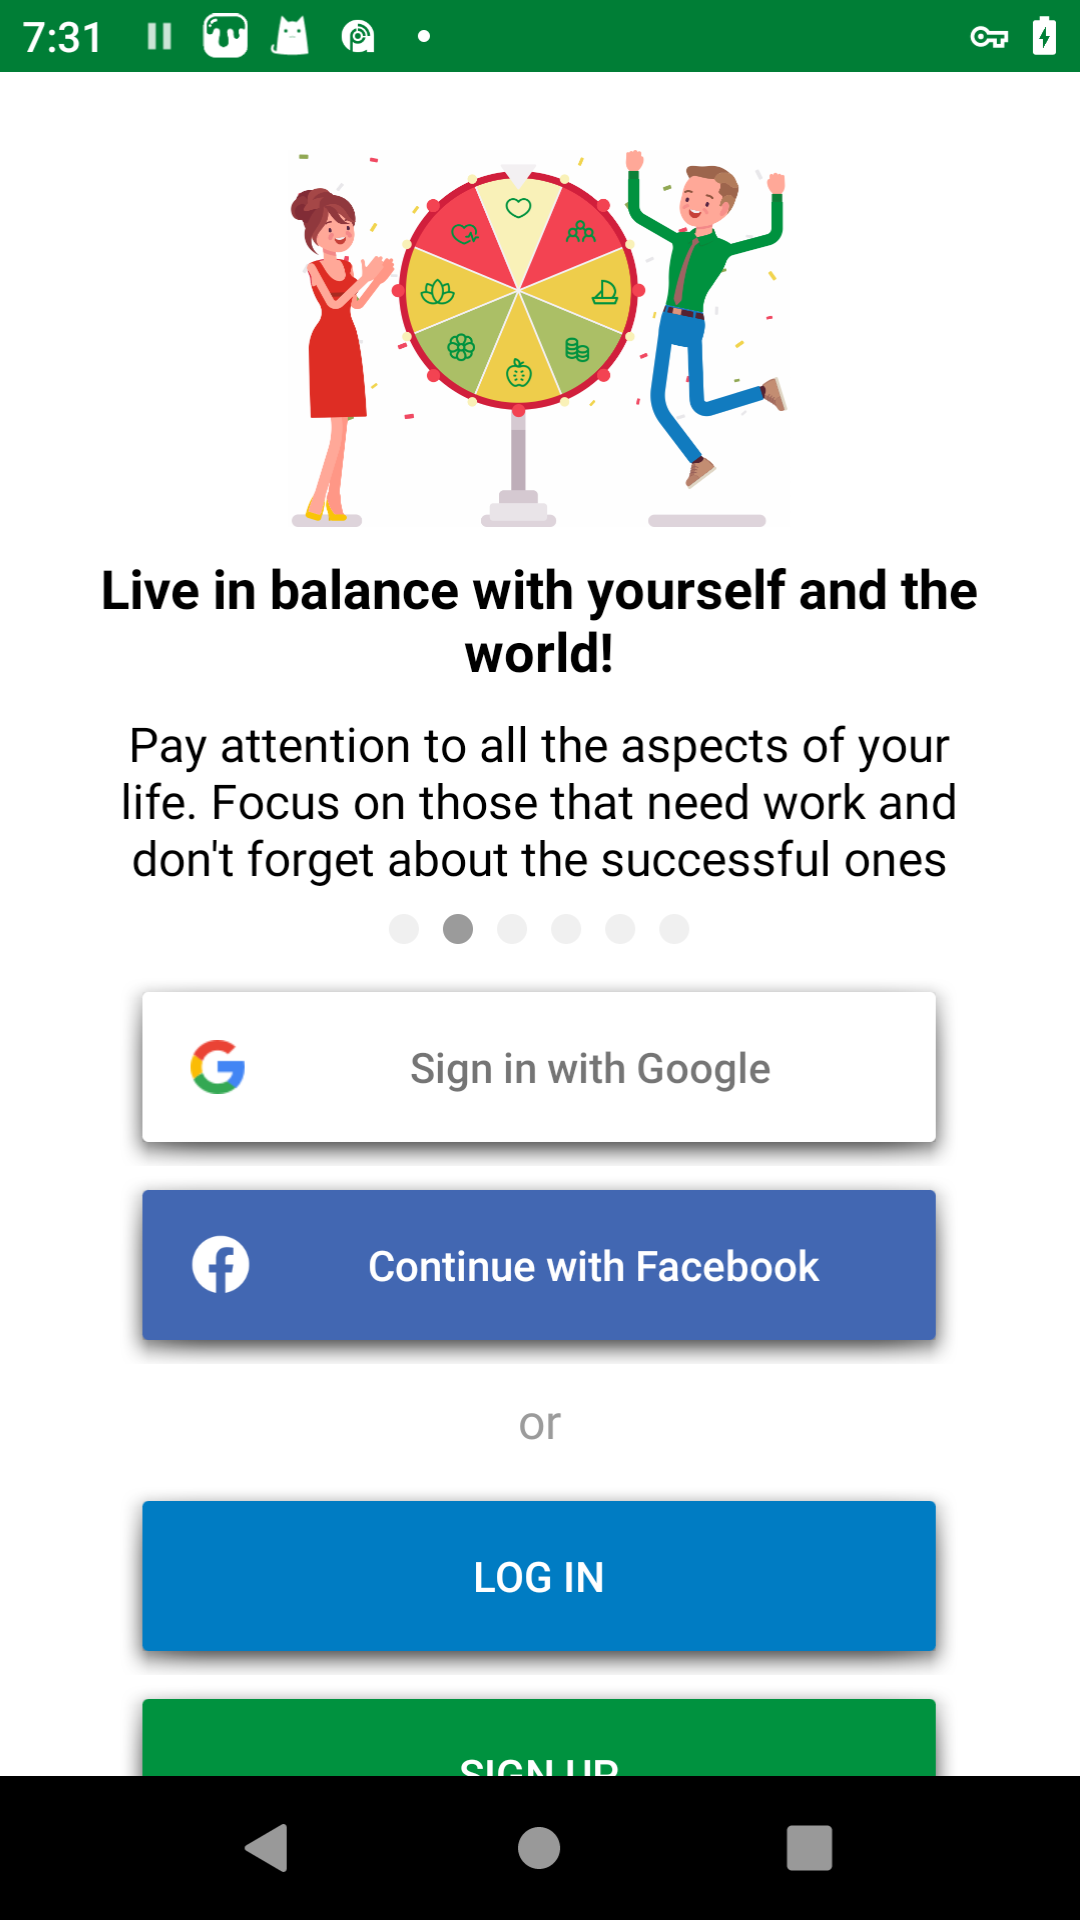 7:31
Live in balance with yourself and the
world!
Pay attention to all the aspects of your
life. Focus on those that need work and
don't forget about the successful ones
Sign in with Google
Continue with Facebook
or
LOG IN
SIGN UP